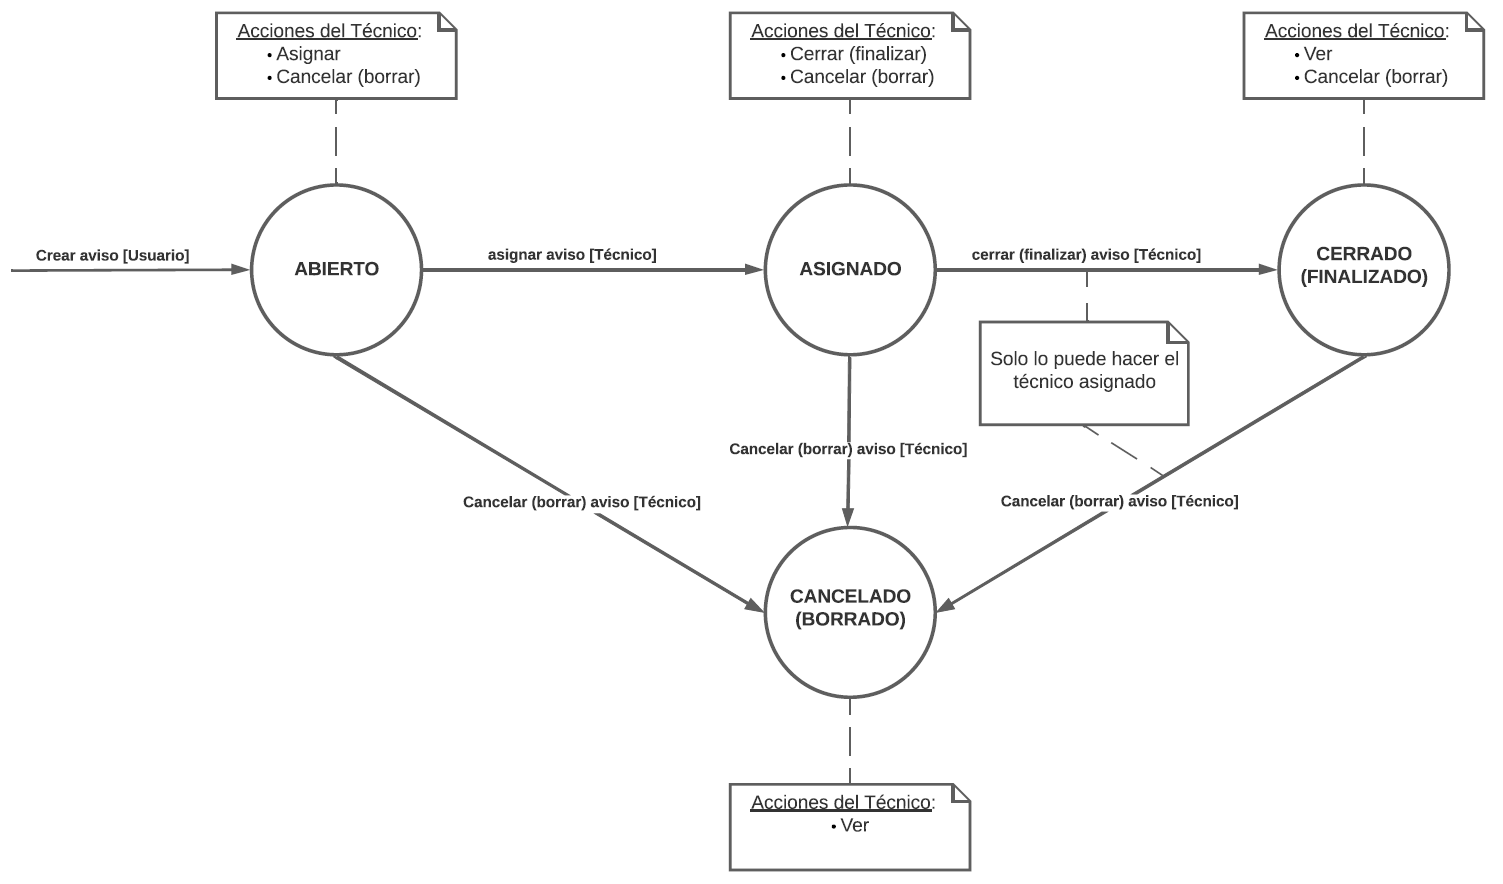 Acciones del Técnico:
• Asignar
• Cancelar (borrar)
Acciones del Técnico:
• Cerrar (finalizar)
• Cancelar (borrar)
Acciones del Técnico:
• Ver
• Cancelar (borrar)
Crear aviso [Usuario]
ABIERTO
asignar aviso [Técnico]
ASIGNADO
cerrar (finalizar) aviso [Técnico]
CERRADO
(FINALIZADO)
Solo lo puede hacer el
técnico asignado
Cancelar (borrar) aviso [Técnico]
Cancelar (borrar) aviso [Técnico]
Cancelar (borrar) aviso [Técnico]
CANCELADO
(BORRADO)
Acciones del Técnico:
• Ver